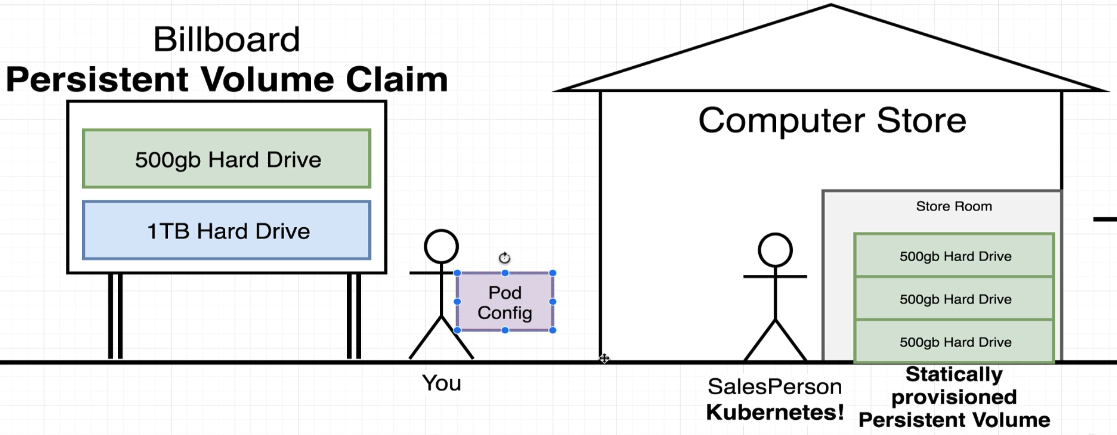 Billboard
Persistent Volume Claim
500gb Hard Drive
1TB Hard Drive
Pod
Config
You
Computer Store
Store Room
500gb Hard Drive
500gb Hard Drive
500gb Hard Drive
SalesPerson
Kubernetes!
Statically
provisioned
Persistent Volume